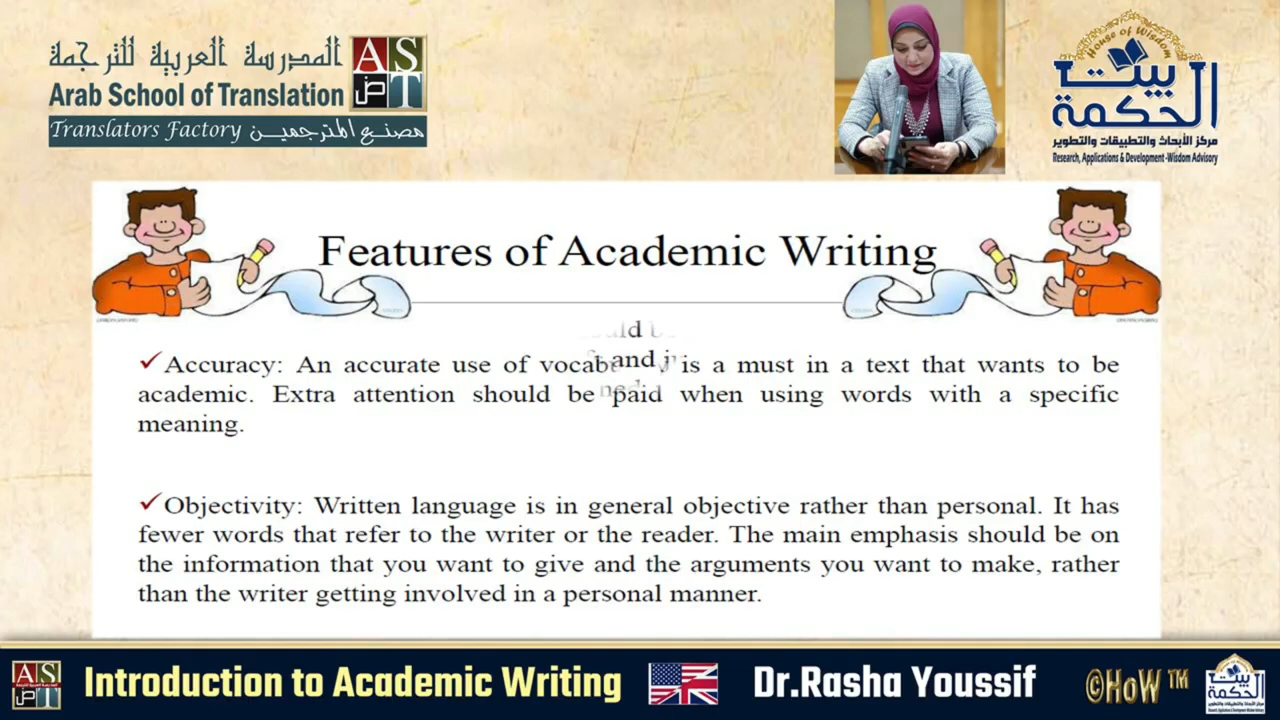 المدرسة العربية للترجمة
Arab School of Translation
Translators Factory مصنع المترجمين
AS
ض T
House of Wisdom
بيت
الحكمة
مركز الأبحاث والتطبيقات والتطوير
Research, Applications & Development -Wisdom Advisory
Features of Academic Writing
✓Accuracy: An accurate use of is a must in a text that wants to be
academic. Extra attention should be paid when using words with a specific
meaning.
✓Objectivity: Written language is in general objective rather than personal. It has
fewer words that refer to the writer or the reader. The main emphasis should be on
the information that you want to give and the arguments you want to make, rather
than the writer getting involved in a personal manner.
AS
ض T
Introduction to Academic Writing
Dr.Rasha Youssif
©HoW™
بيت
الحكمة